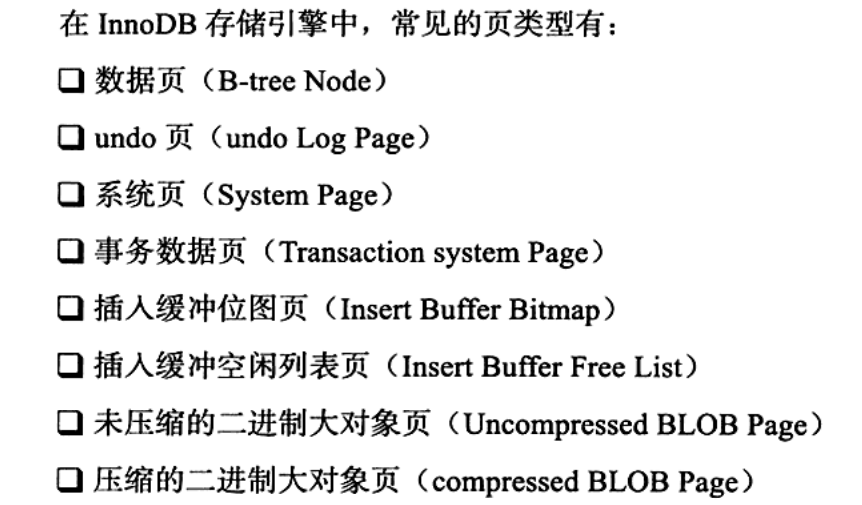 在 InnoDB 存储引擎中，常见的页类型有：
❑ 数据页（B-tree Node）
❑ undo 页（undo Log Page）
❑ 系统页（System Page）
❑ 事务数据页（Transaction system Page）
❑ 插入缓冲位图页（Insert Buffer Bitmap）
❑ 插入缓冲空闲列表页（Insert Buffer Free List）
❑ 未压缩的二进制大对象页（Uncompressed BLOB Page）
❑ 压缩的二进制大对象页（compressed BLOB Page）